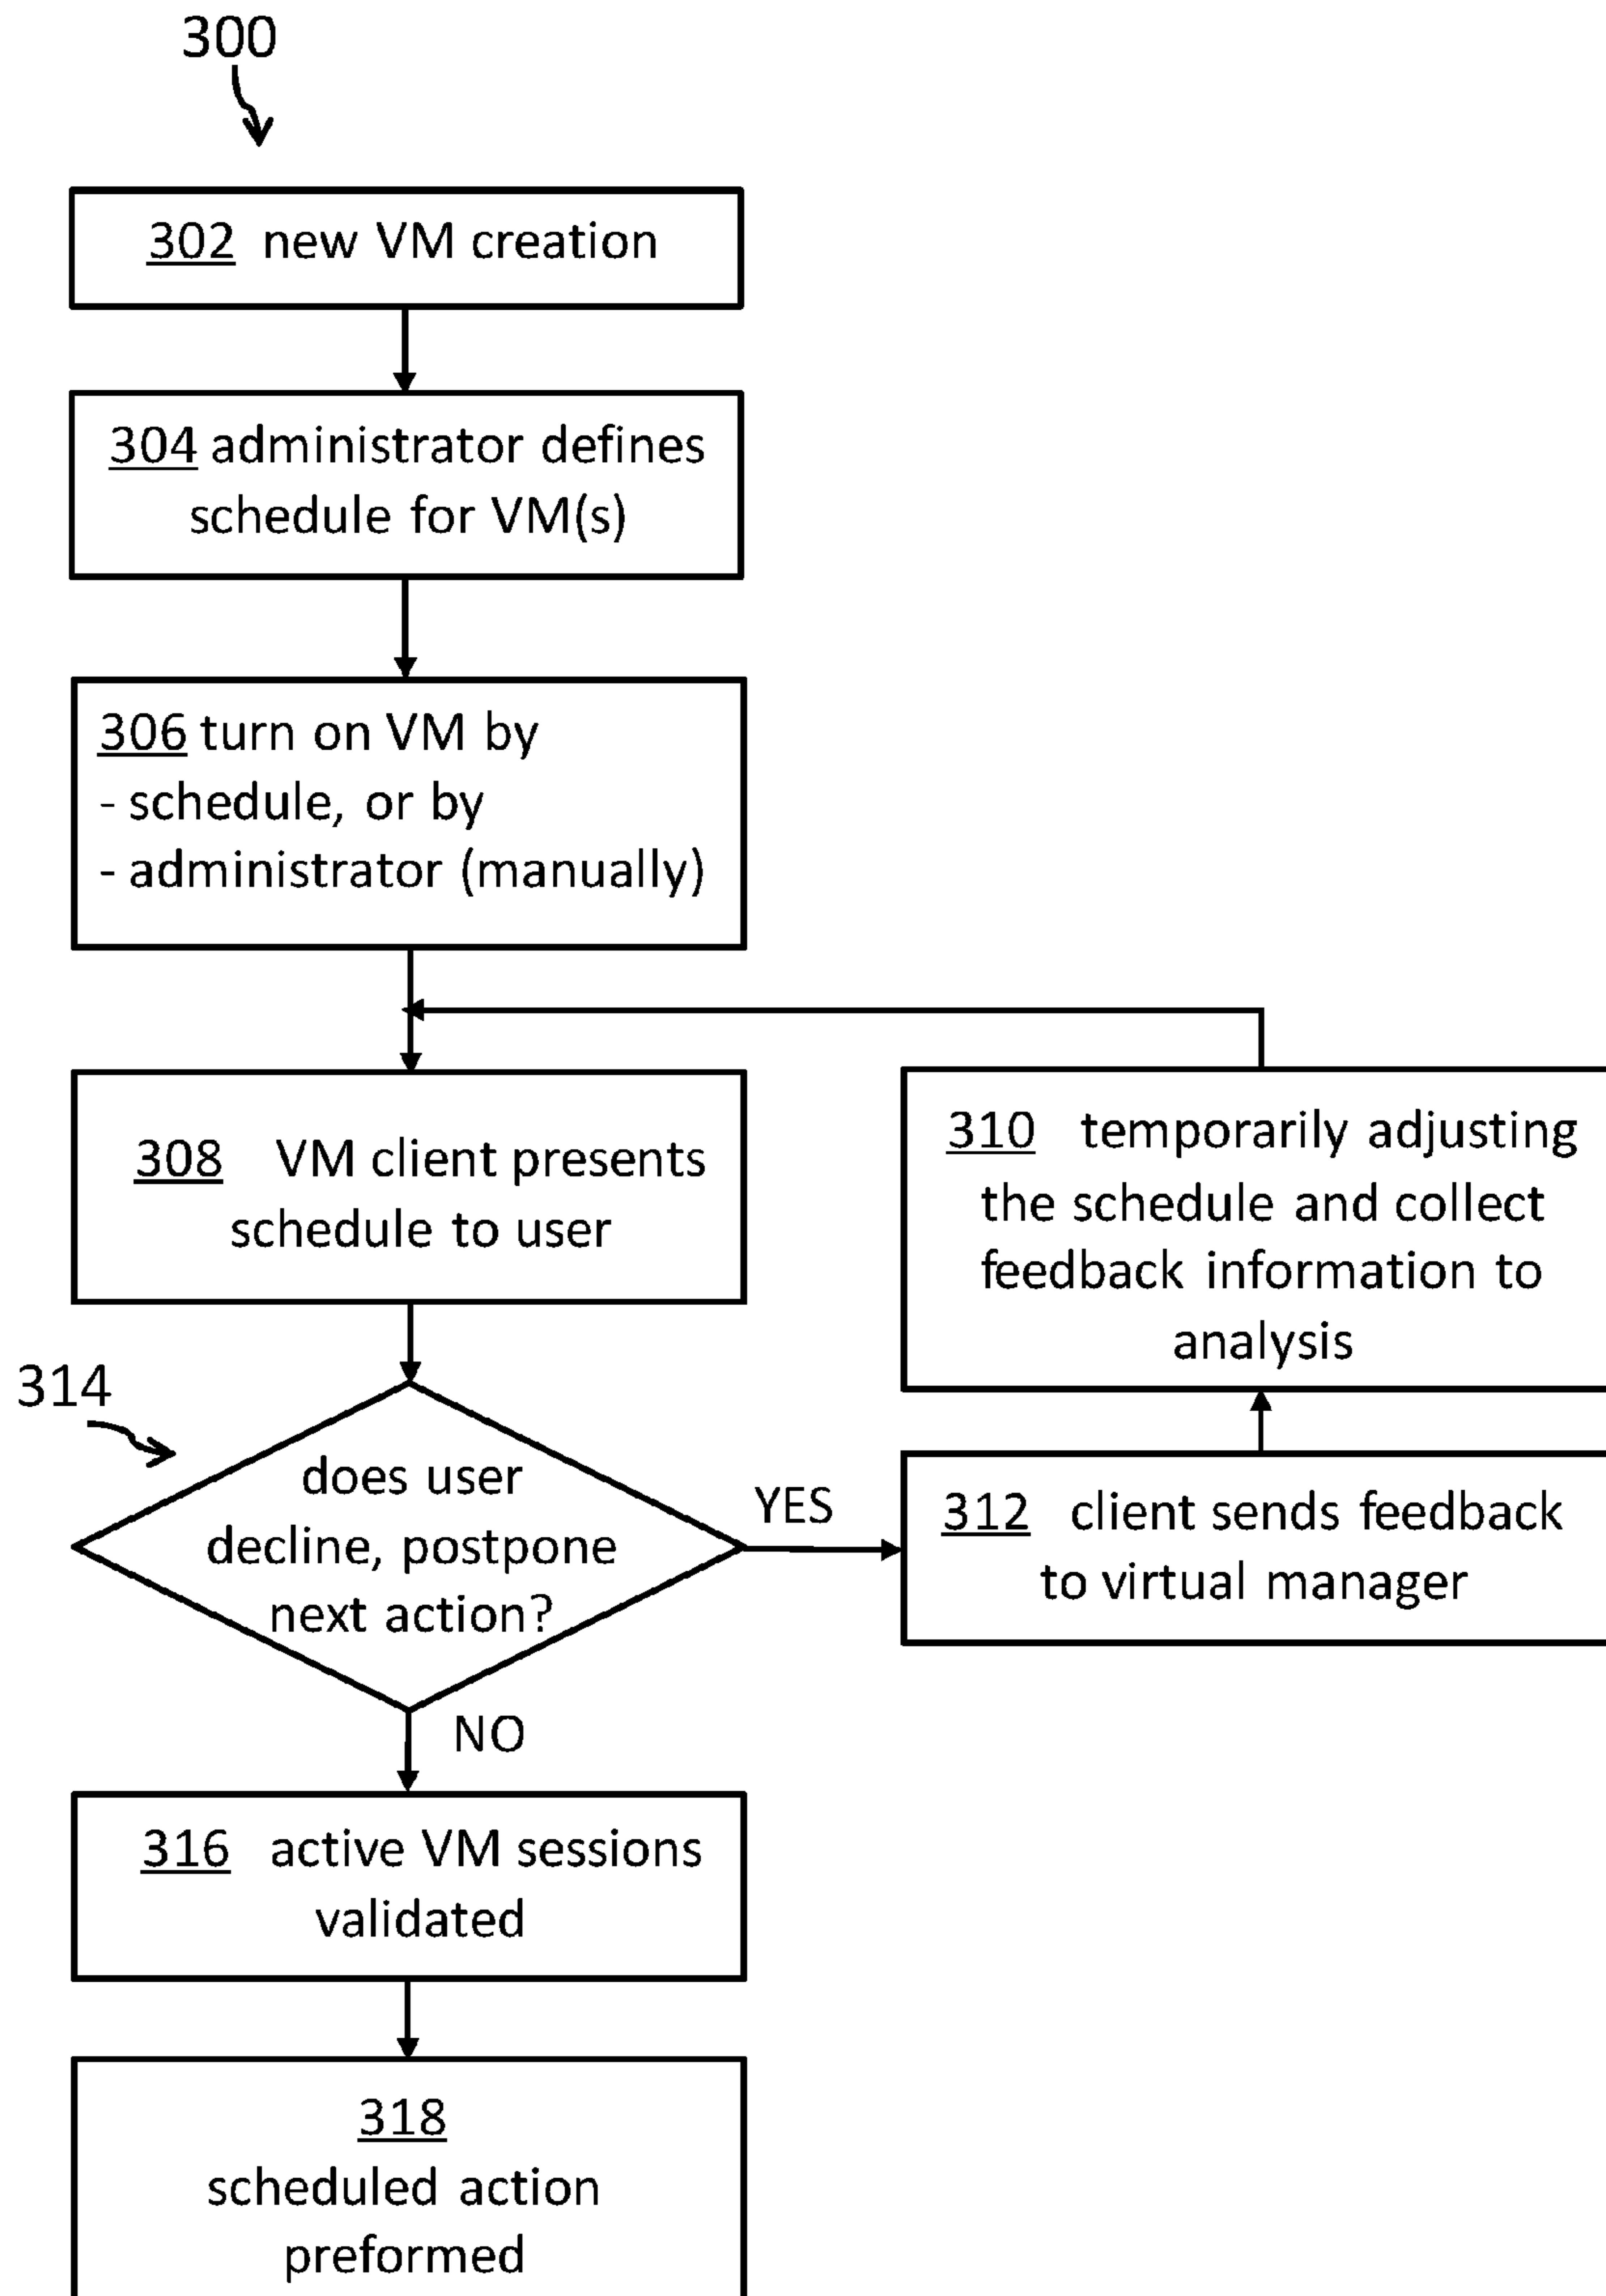 300
302 new VM creation
304 administrator defines
schedule for VM(s)
306 turn on VM by
- schedule, or by
- administrator (manually)
308 VM client presents
schedule to user
310 temporarily adjusting
the schedule and collect
feedback information to
analysis
314
does user
decline, postpone
next action?
YES
312 client sends feedback
to virtual manager
NO
316 active VM sessions
validated
318
scheduled action
preformed